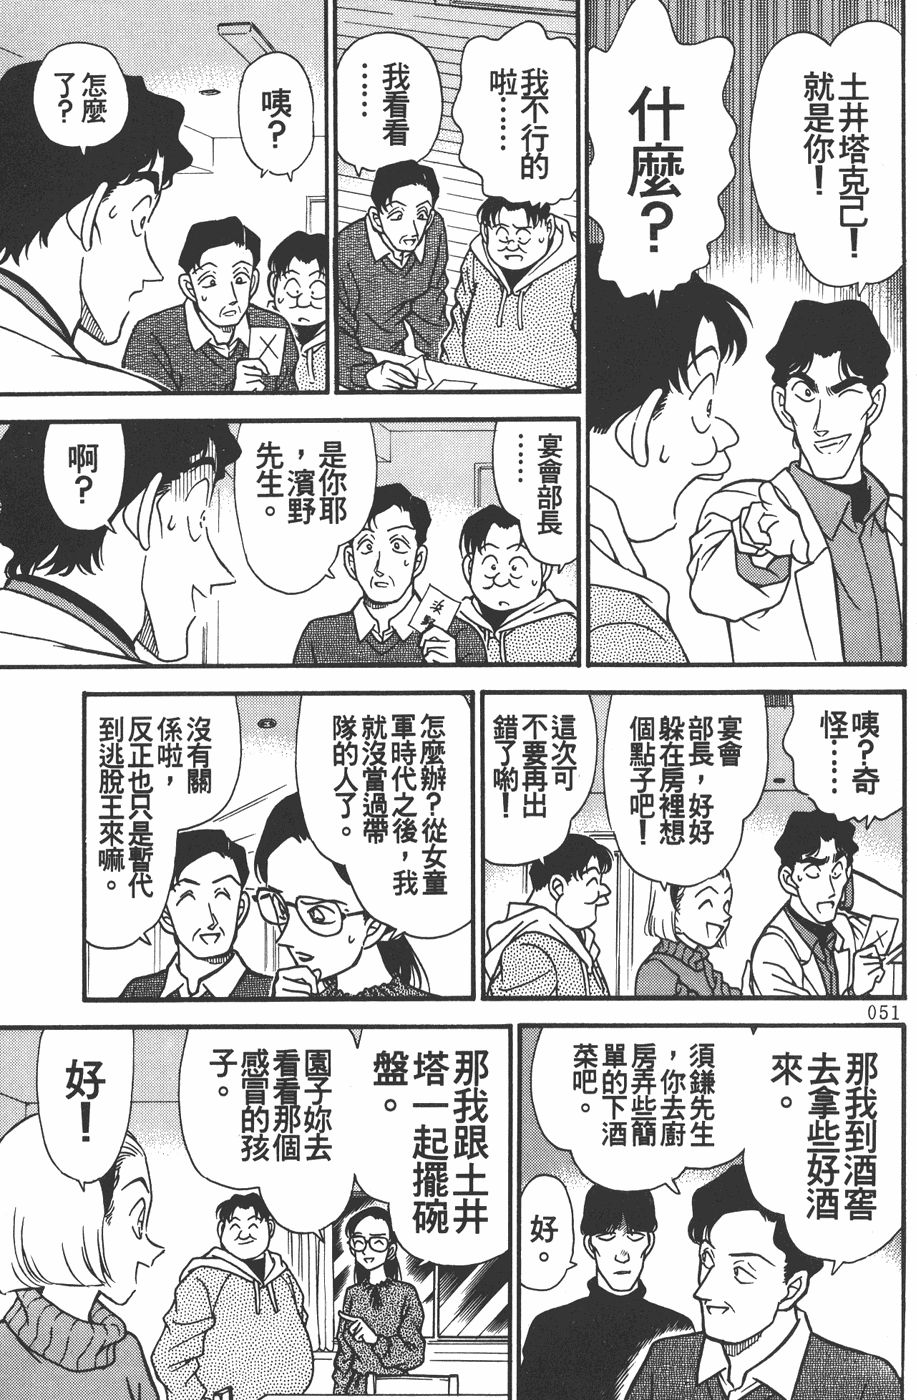 土井塔克己！
就是你！
什麼？
我不行的
啦……
我看看
……
咦？
怎麼
了？
宴會部長
……
是你耶
，濱野
先生。
啊？
咦？奇
怪……
宴會
部長，好好
躲在房裡想
個點子吧！
這次可
不要再出
錯了喲！
怎麼辦？從女童
軍時代之後，我
就沒當過帶
隊的人了。
沒有關
係啦，
反正也只是暫代
到逃脫王來嘛。
051
那我到酒窖
去拿些好酒
來。
須鎌先生
，你去廚
房弄些簡
單的下酒
菜吧。
好。
那我跟土井
塔一起擺碗
盤。
園子妳去
看看那個
感冒的孩
子。
好！